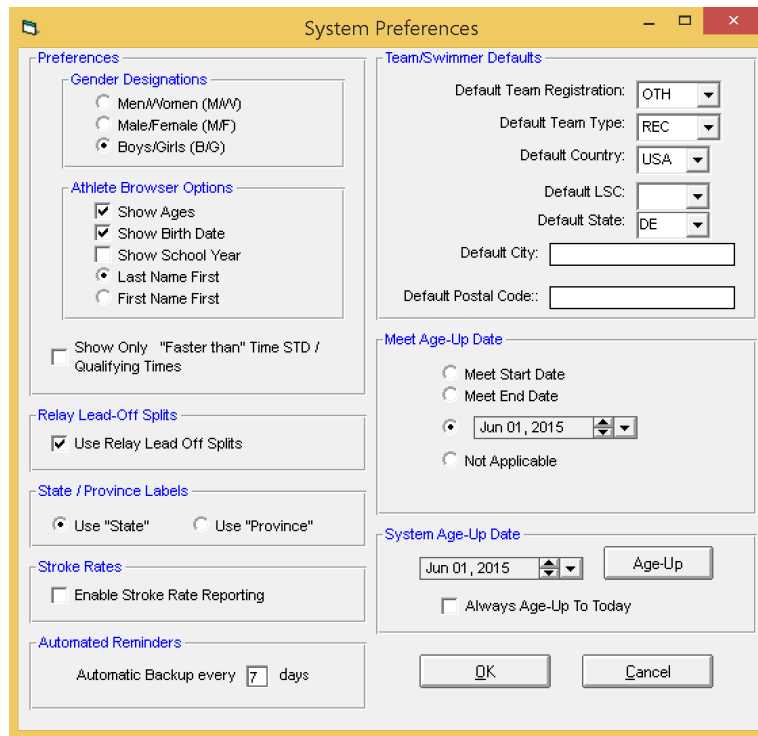 System Preferences
Preferences
Gender Designations
Men/Women (M/W)
Male/Female (M/F)
Boys/Girls (B/G)
Athlete Browser Options
Show Ages
Show Birth Date
Show School Year
Last Name First
First Name First
Show Only "Faster than" Time STD /
Qualifying Times
Relay Lead-Off Splits
Use Relay Lead Off Splits
State / Province Labels
Use "State" Use "Province"
Stroke Rates
Enable Stroke Rate Reporting
Automated Reminders
Automatic Backup every 7 days
Team/Swimmer Defaults
Default Team Registration: OTH
Default Team Type: REC
Default Country: USA
Default LSC:
Default State: DE
Default City:
Default Postal Code::
Meet Age-Up Date
Meet Start Date
Meet End Date
Jun 01, 2015
Not Applicable
System Age-Up Date
Jun 01, 2015 Age-Up
Always Age-Up To Today
OK Cancel